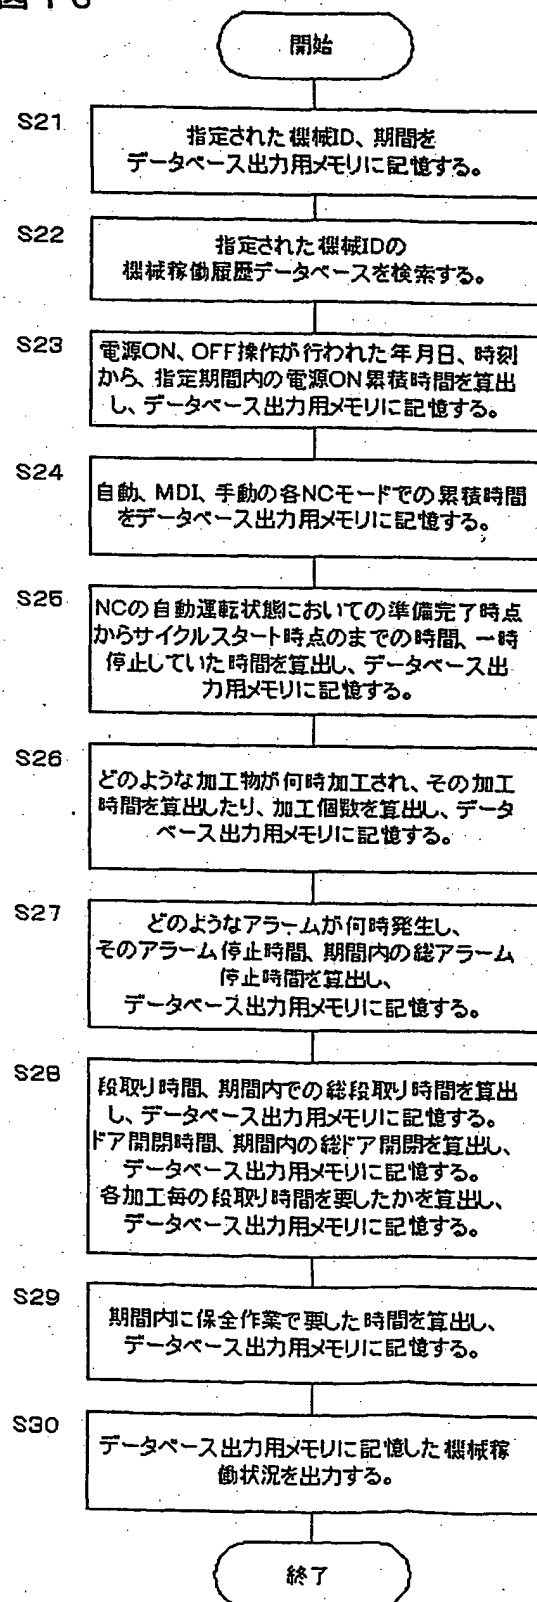 開始
S21
指定された機械ID、期間を
データベース出力用メモリに記憶する。
S22
指定された機械IDの
機械稼働履歴データベースを検索する。
S23
電源ON、OFF操作が行われた年月日、時刻
から、指定期間内の電源ON累積時間を算出
し、データベース出力用メモリに記憶する。
S24
自動、MDI、手動の各NCモードでの累積時間
をデータベース出力用メモリに記憶する。
S25
NCの自動運転状態においての準備完了時点
からサイクルスタート時点のまでの時間、一時
停止していた時間を算出し、データベース出
力用メモリに記憶する。
S26
どのような加工物が何時加工され、その加工
時間を算出したり、加工個数を算出し、データ
ベース出力用メモリに記憶する。
S27
どのようなアラームが何時発生し、
そのアラーム停止時間、期間内の総アラーム
停止時間を算出し、
データベース出力用メモリに記憶する。
S28
段取り時間、期間内での総段取り時間を算出
し、データベース出力用メモリに記憶する。
ドア開閉時間、期間内の総ドア開閉を算出し、
データベース出力用メモリに記憶する。
各加工毎の段取り時間を要したかを算出し、
データベース出力用メモリに記憶する。
S29
期間内に保全作業で要した時間を算出し、
データベース出力用メモリに記憶する。
S30
データベース出力用メモリに記憶した機械稼
働状況を出力する。
終了